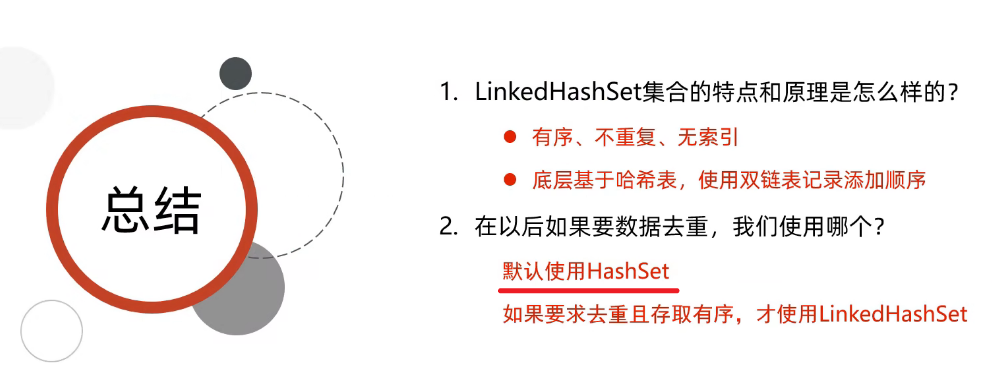 总结
1. LinkedHashSet集合的特点和原理是怎么样的？
● 有序、不重复、无索引
● 底层基于哈希表，使用双链表记录添加顺序
2. 在以后如果要数据去重，我们使用哪个？
默认使用HashSet
如果要求去重且存取有序，才使用LinkedHashSet